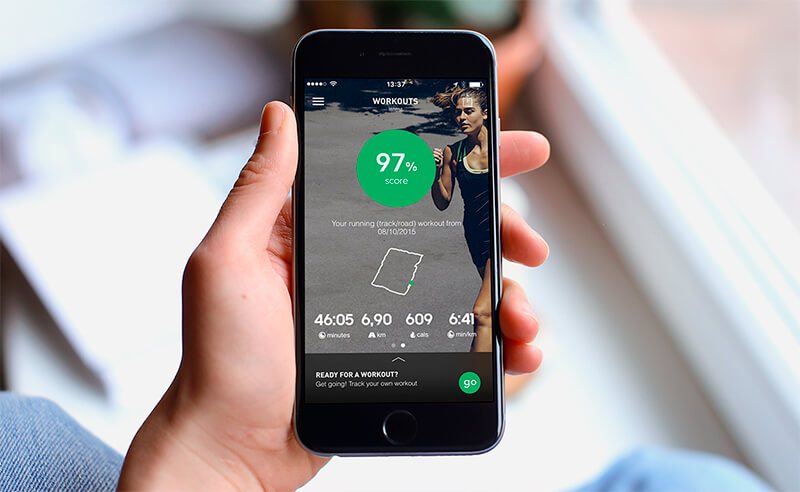 13:37
WORKOUTS
97%
score
Your running (track/road) workout from
08/10/2015
46:05 6,90 609 6:41
minutes km cals min/km
READY FOR A WORKOUT?
Get going! Track your own workout
go